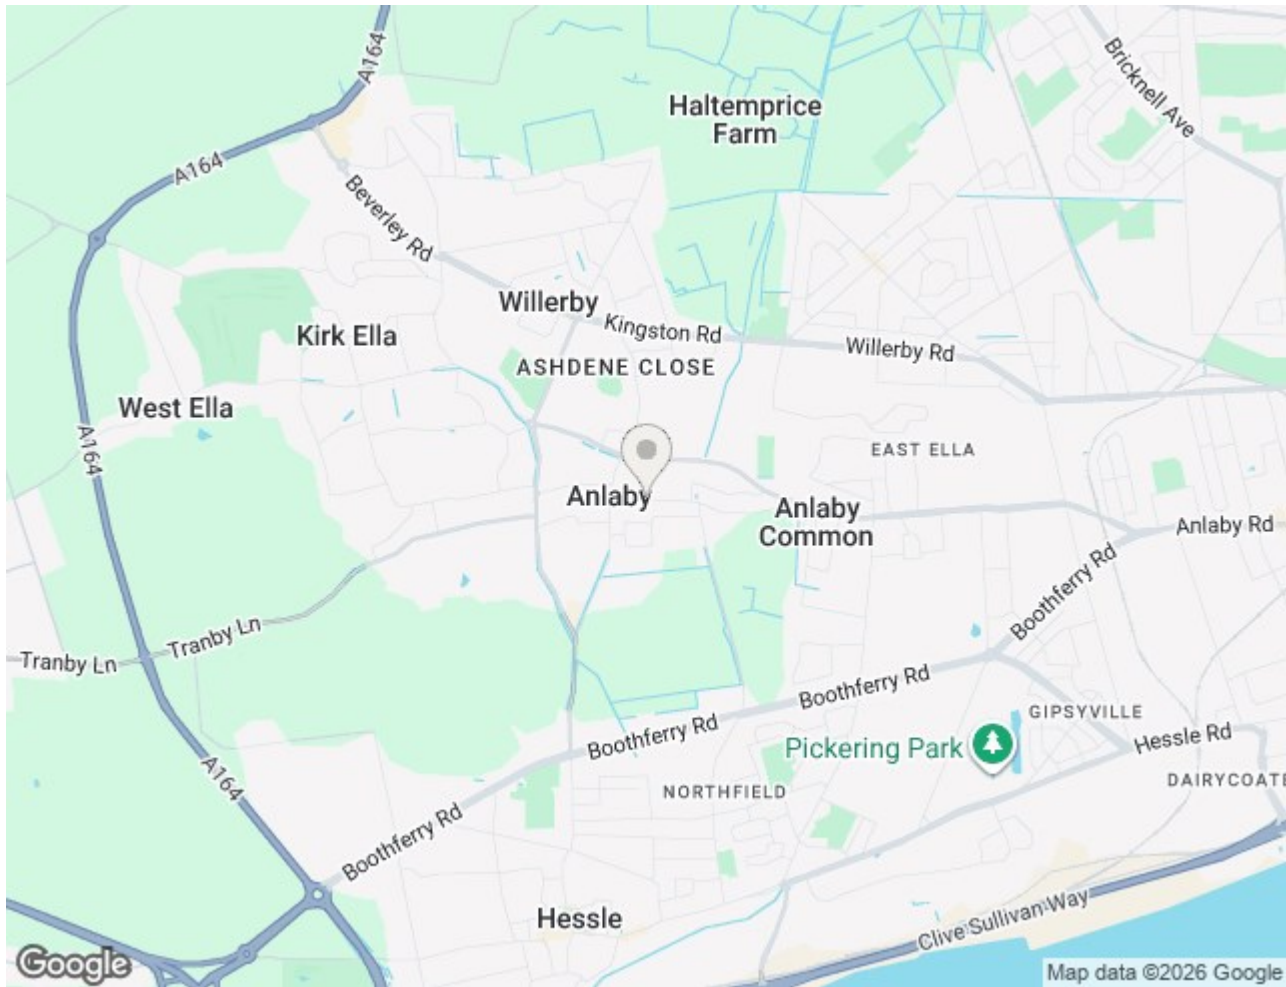 A164
Bricknell Ave
Haltemprice
Farm
A164
Beverley Rd
Willerby
Kingston Rd
Kirk Ella
Willerby Rd
ASHDENE CLOSE
West Ella
A164
EAST ELLA
Anlaby
Anlaby
Common
Anlaby Rd
Boothferry Rd
Tranby Ln
Tranby Ln
Boothferry Rd
GIPSYVILLE
Boothferry Rd
Hessle Rd
Pickering Park
A164
NORTHFIELD
DAIRYCOATE
Boothferry Rd
Hessle
Clive Sullivan Way
Google
Map data ©2026 Google